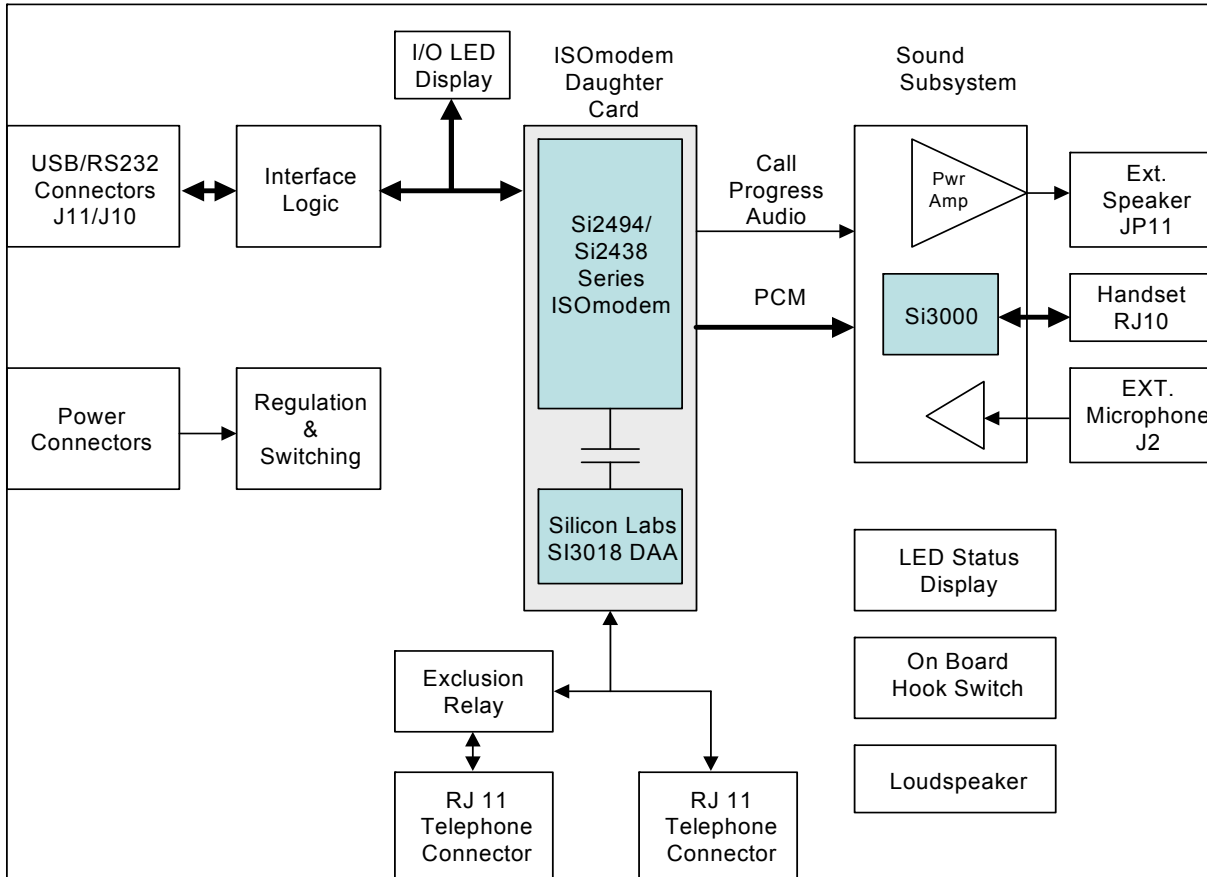 I/O LED
Display
ISOmodem
Daughter
Card
Sound
Subsystem
USB/RS232
Connectors
J11/J10
Interface
Logic
Si2494/
Si2438
Series
ISOmodem
Call
Progress
Audio
PCM
Pwr
Amp
Ext.
Speaker
JP11
Si3000
Handset
RJ10
EXT.
Microphone
J2
Power
Connectors
Regulation
&
Switching
Silicon Labs
SI3018 DAA
LED Status
Display
On Board
Hook Switch
Loudspeaker
Exclusion
Relay
RJ 11
Telephone
Connector
RJ 11
Telephone
Connector